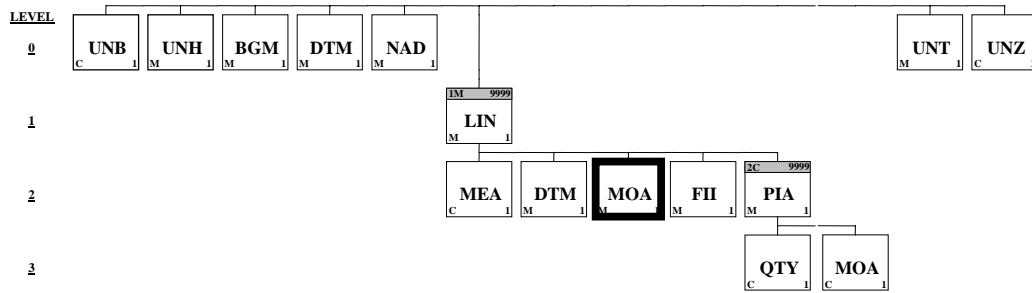 LEVEL
0
UNB UNH BGM DTM NAD UNT UNZ
C 1 M 1 M 1 M 1 M 1 M 1 C 1
1M 9999
1
LIN
M 1
2C 9999
2
MEA DTM MOA FII PIA
C 1 M 1 M M 1 M 1
3
QTY MOA
C 1 C 1